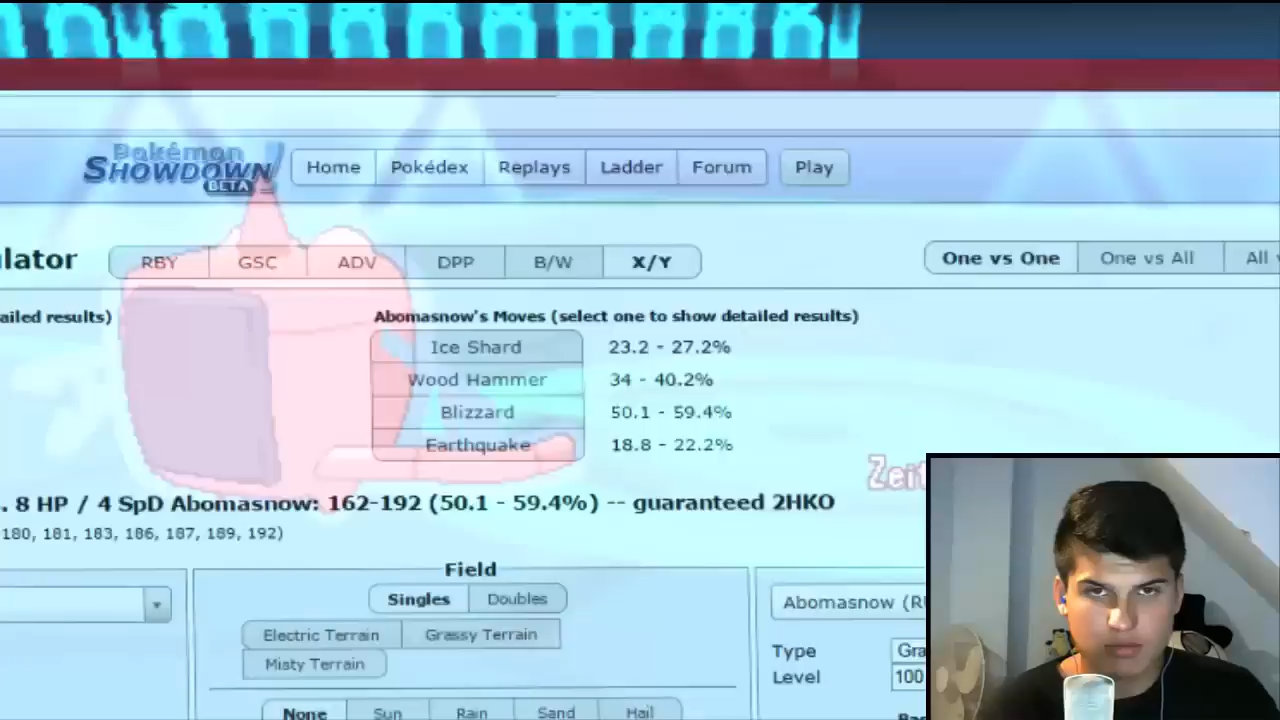 Pokémon
SHOWDOWN!
BETA
Home Pokédex Replays Ladder Forum Play
lator RBY GSC ADV DPP B/W X/Y One vs One One vs All All
ailed results) Abomasnow's Moves (select one to show detailed results)
Ice Shard 23.2 - 27.2%
Wood Hammer 34 - 40.2%
Blizzard 50.1 - 59.4%
Earthquake 18.8 - 22.2%
Zeit
. 8 HP / 4 SpD Abomasnow: 162-192 (50.1 - 59.4%) -- guaranteed 2HKO
180, 181, 183, 186, 187, 189, 192)
Field
Singles Doubles
Abomasnow (RU
Electric Terrain Grassy Terrain
Misty Terrain
Type Gra
Level 100
None Sun Rain Sand Hail